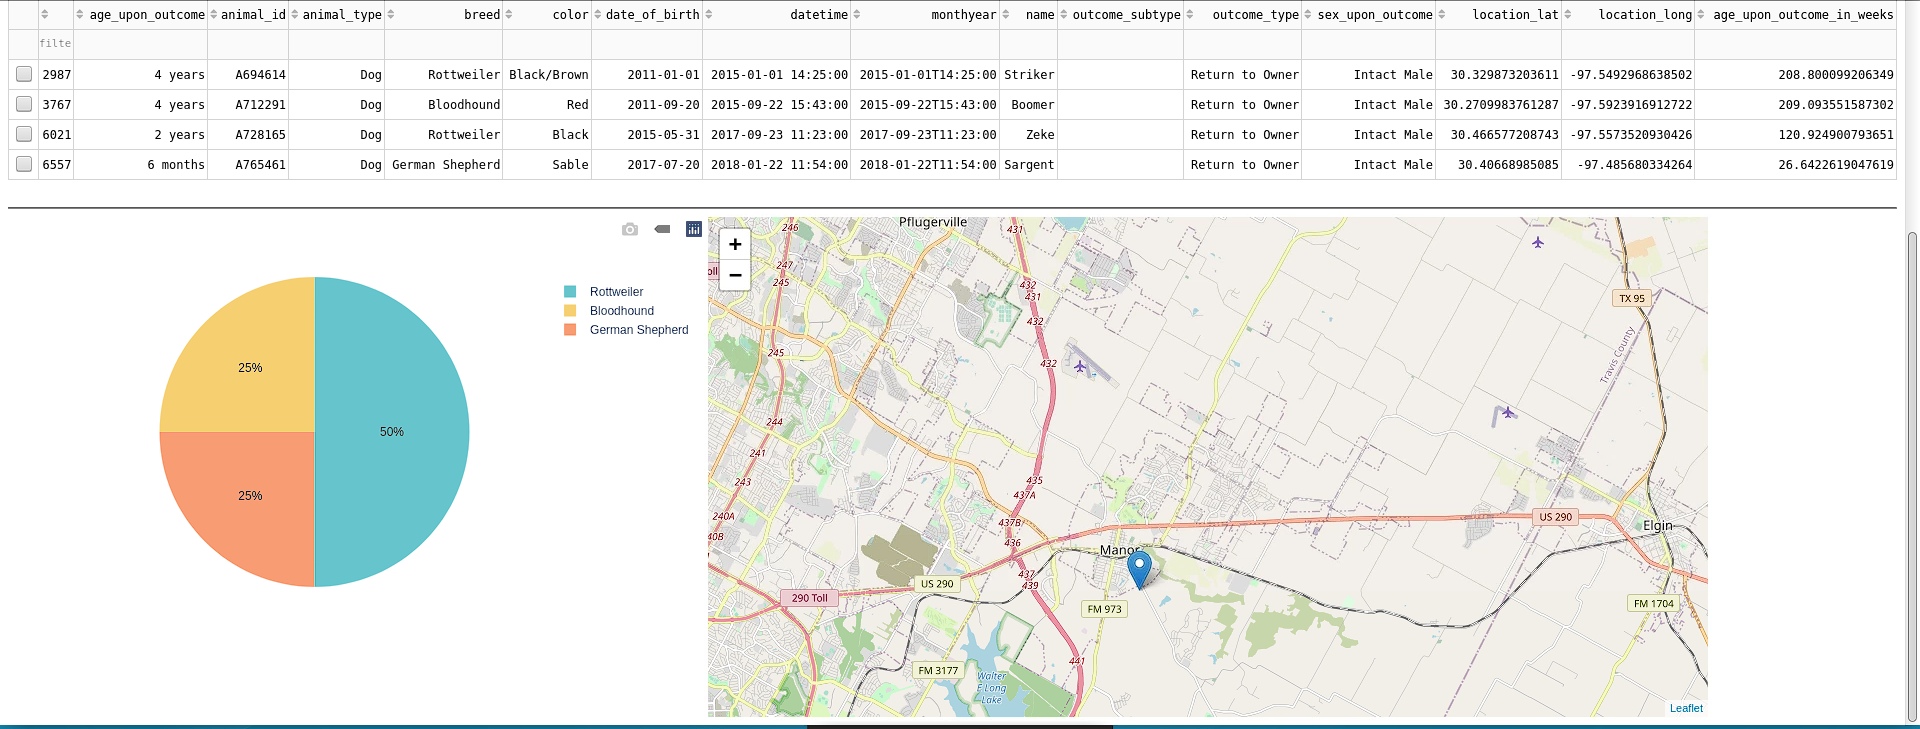 age_upon_outcome animal_id animal_type breed color date_of_birth datetime monthyear name outcome_subtype outcome_type sex_upon_outcome location_lat location_long age_upon_outcome_in_weeks
filte
2987 4 years A694614 Dog Rottweiler Black/Brown 2011-01-01 2015-01-01 14:25:00 2015-01-01T14:25:00 Striker Return to Owner Intact Male 30.329873203611 -97.5492968638502 208.800099206349
3767 4 years A712291 Dog Bloodhound Red 2011-09-20 2015-09-22 15:43:00 2015-09-22T15:43:00 Boomer Return to Owner Intact Male 30.2709983761287 -97.5923916912722 209.093551587302
6021 2 years A728165 Dog Rottweiler Black 2015-05-31 2017-09-23 11:23:00 2017-09-23T11:23:00 Zeke Return to Owner Intact Male 30.466577208743 -97.5573520930426 120.924900793651
6557 6 months A765461 Dog German Shepherd Sable 2017-07-20 2018-01-22 11:54:00 2018-01-22T11:54:00 Sargent Return to Owner Intact Male 30.40668985085 -97.485680334264 26.6422619047619
Rottweiler
Bloodhound
German Shepherd
25%
50%
25%
+
−
Pflugerville
246
431
247
oll
245
432
431
TX 95
432
245
432
Travis County
244
241
243
435
437A
240A
437B
US 290
Elgin
40B
436
Manor
437
439
US 290
290 Toll
FM 973
FM 1704
441
FM 3177
Walter
E Long
Lake
Leaflet